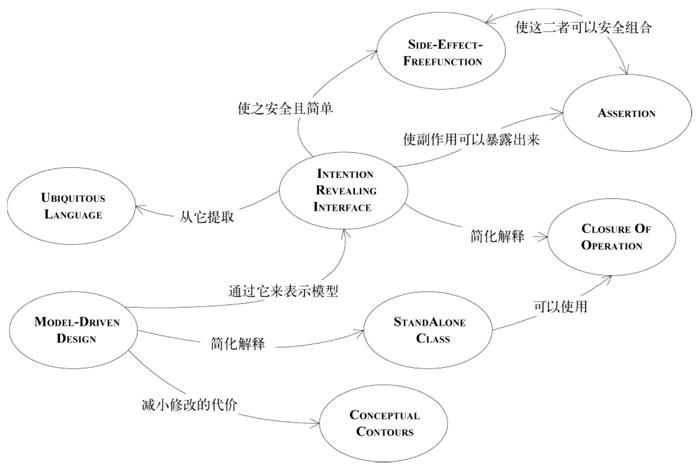 SIDE-EFFECT-
FREEFUNCTION
使这二者可以安全组合
使之安全且简单
ASSERTION
使副作用可以暴露出来
INTENTION
REVEALING
INTERFACE
UBIQUITOUS
LANGUAGE
从它提取
简化解释
CLOSURE OF
OPERATION
通过它来表示模型
可以使用
MODEL-DRIVEN
DESIGN
简化解释
STANDALONE
CLASS
减小修改的代价
CONCEPTUAL
CONTOURS